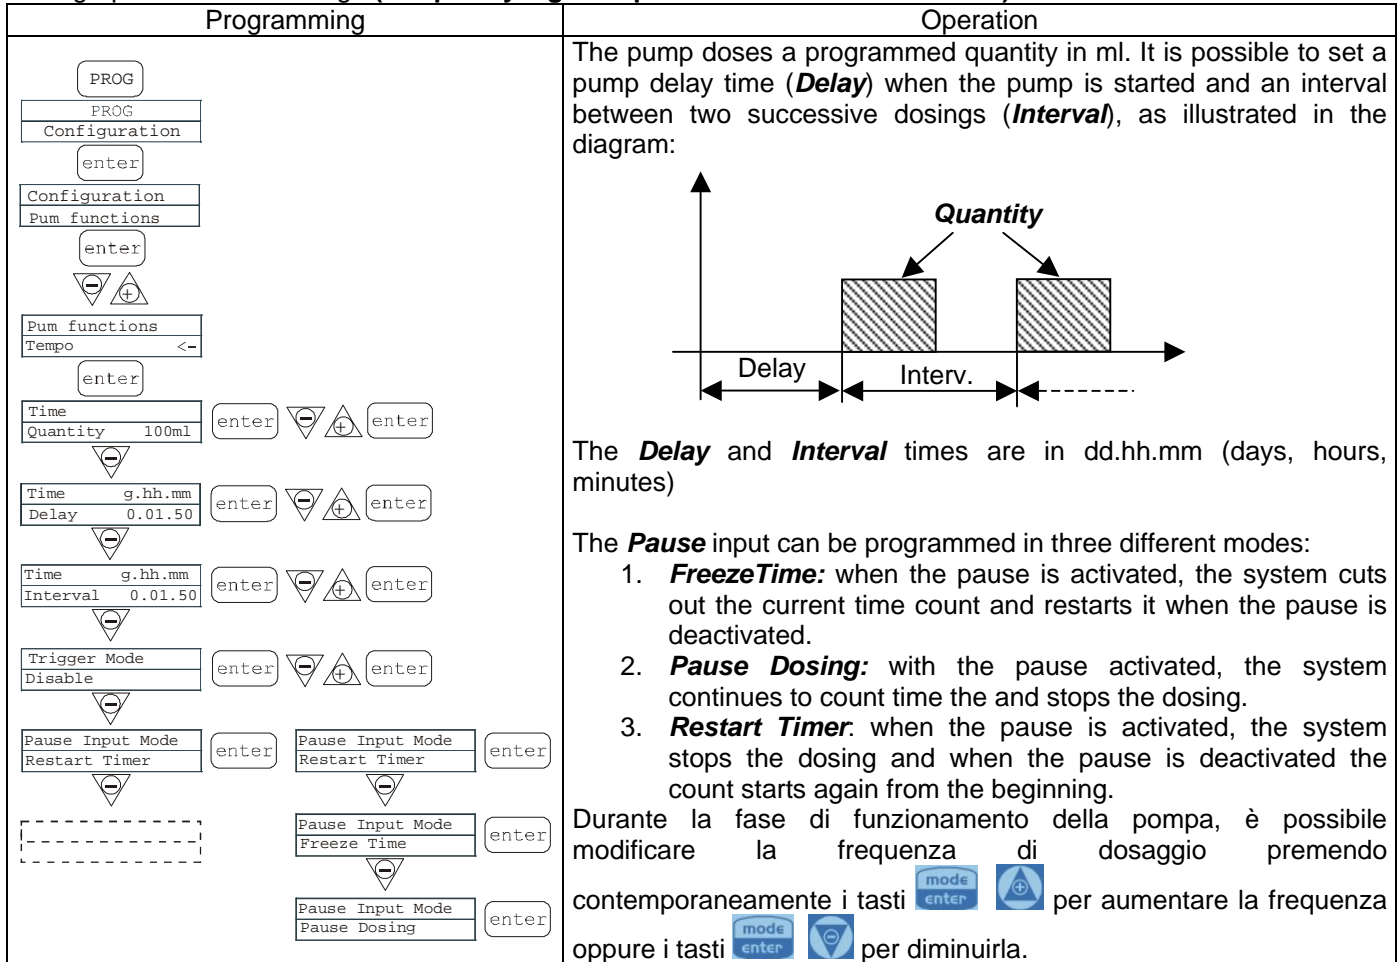 Programming
PROG
PROG
Configuration
enter
Configuration
Pum functions
enter
Pum functions
Tempo <-
enter
Time
Quantity 100ml
enter enter
Time g.hh.mm
Delay 0.01.50
enter enter
Time g.hh.mm
Interval 0.01.50
enter enter
Trigger Mode
Disable
enter enter
Pause Input Mode
Restart Timer
enter
Pause Input Mode
Restart Timer
enter
Pause Input Mode
Freeze Time
enter
Pause Input Mode
Pause Dosing
enter
Operation
The pump doses a programmed quantity in ml. It is possible to set a
pump delay time (Delay) when the pump is started and an interval
between two successive dosings (Interval), as illustrated in the
diagram:
Quantity
Delay
Interv.
The Delay and Interval times are in dd.hh.mm (days, hours,
minutes)
The Pause input can be programmed in three different modes:
1. FreezeTime: when the pause is activated, the system cuts
out the current time count and restarts it when the pause is
deactivated.
2. Pause Dosing: with the pause activated, the system
continues to count time the and stops the dosing.
3. Restart Timer: when the pause is activated, the system
stops the dosing and when the pause is deactivated the
count starts again from the beginning.
Durante la fase di funzionamento della pompa, è possibile
modificare la frequenza di dosaggio premendo
contemporaneamente i tasti mode enter per aumentare la frequenza
oppure i tasti mode enter per diminuirla.